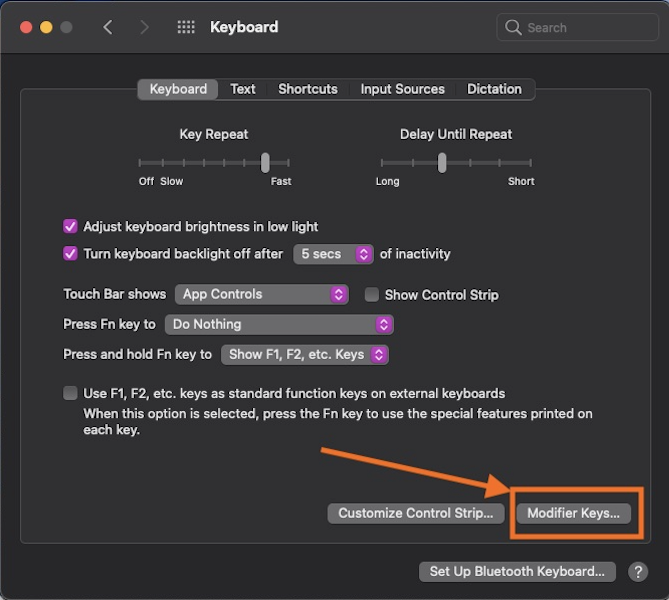 Keyboard
Search
Keyboard Text Shortcuts Input Sources Dictation
Key Repeat
Delay Until Repeat
Off Slow Fast
Long Short
Adjust keyboard brightness in low light
Turn keyboard backlight off after 5 secs of inactivity
Touch Bar shows App Controls Show Control Strip
Press Fn key to Do Nothing
Press and hold Fn key to Show F1, F2, etc. Keys
Use F1, F2, etc. keys as standard function keys on external keyboards
When this option is selected, press the Fn key to use the special features printed on
each key.
Customize Control Strip... Modifier Keys...
Set Up Bluetooth Keyboard... ?